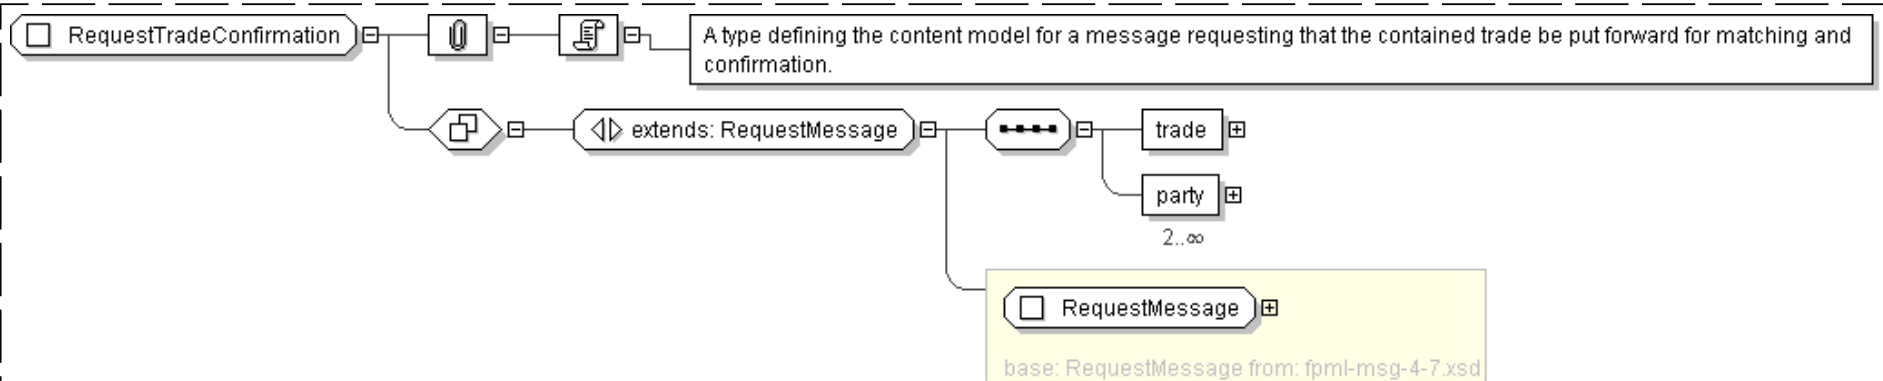 RequestTradeConfirmation
A type defining the content model for a message requesting that the contained trade be put forward for matching and
confirmation.
extends: RequestMessage
trade
party
2..∞
RequestMessage
base: RequestMessage from: fpml-msg-4-7.xsd